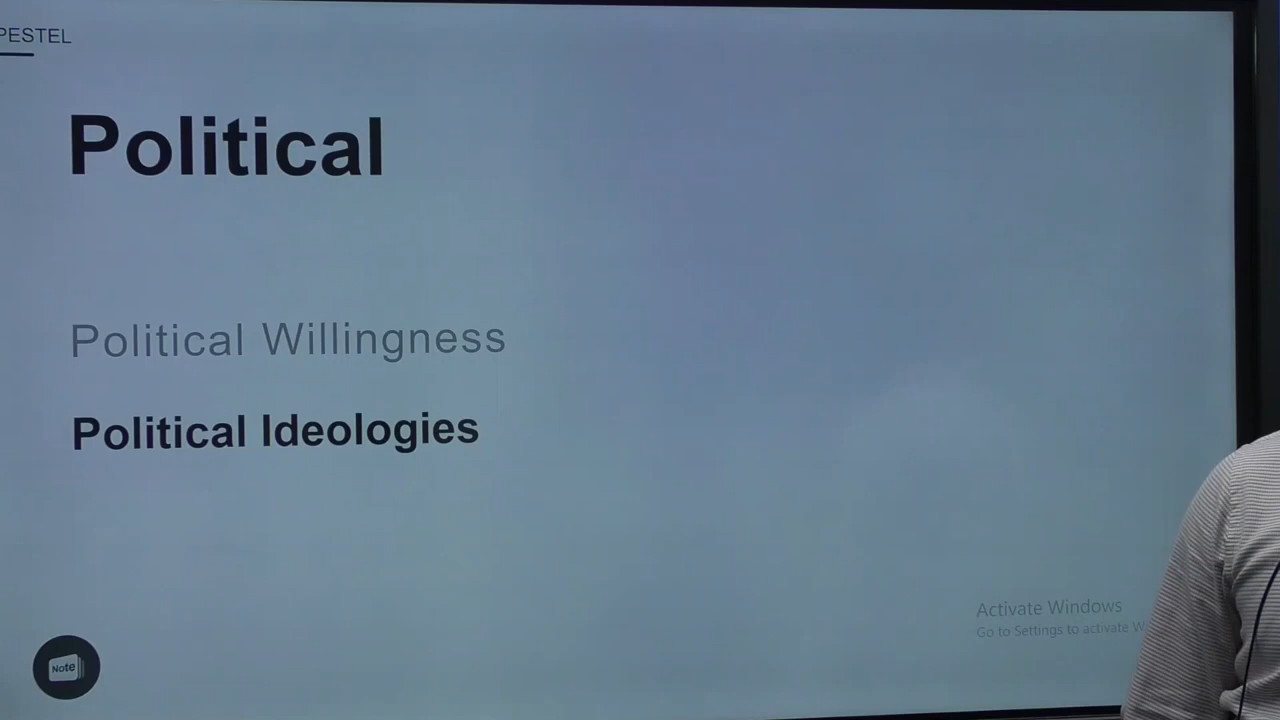 PESTEL
Political
Political Willingness
Political Ideologies
Activate Windows
Go to Settings to activate
Note